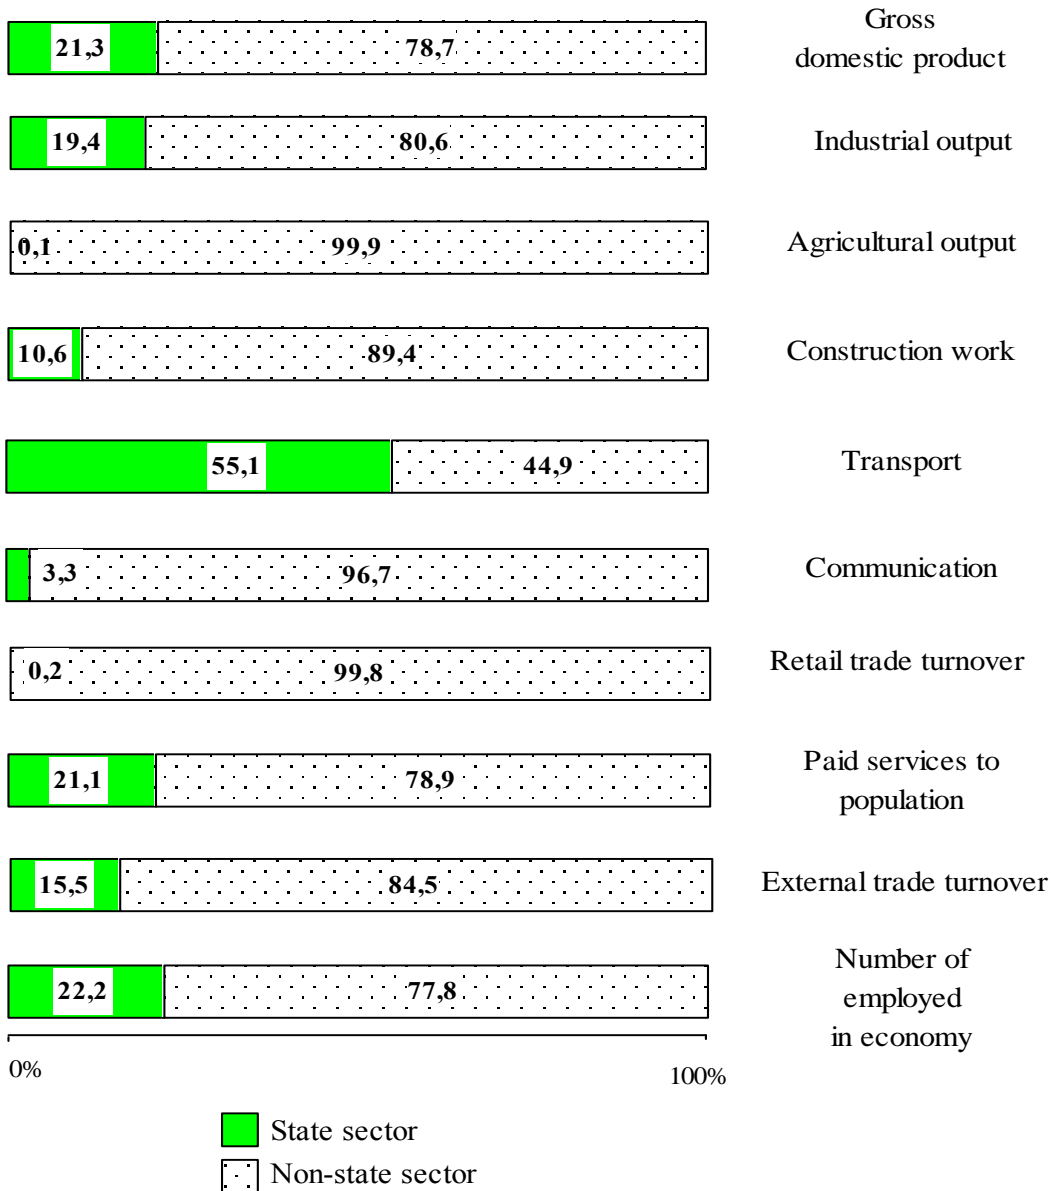 Gross
21,3 78,7
domestic product
19,4 80,6 Industrial output
0,1 99,9 Agricultural output
10,6 89,4 Construction work
55,1 44,9 Transport
3,3 96,7 Communication
0,2 99,8 Retail trade turnover
Paid services to
21,1 78,9
population
15,5 84,5 External trade turnover
Number of
22,2 77,8 employed
in economy
0% 100%
State sector
Non-state sector